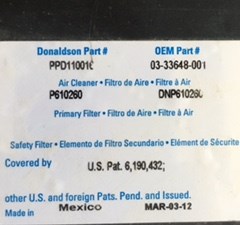 Donaldson Part # OEM Part #
PPD11001C 03-33648-001
Air Cleaner • Filtro de Aire • Filtre à Air
P610260 DNP61026(
Primary Filter • Filtro de Aire • Filtre à Air
Safety Filter • Elemento de Filtro Secundario • Elément de Sécurite
Covered by U.S. Pat. 6,190,432;
other U.S. and foreign Pats. Pend. and Issued.
Made in Mexico MAR-03-12